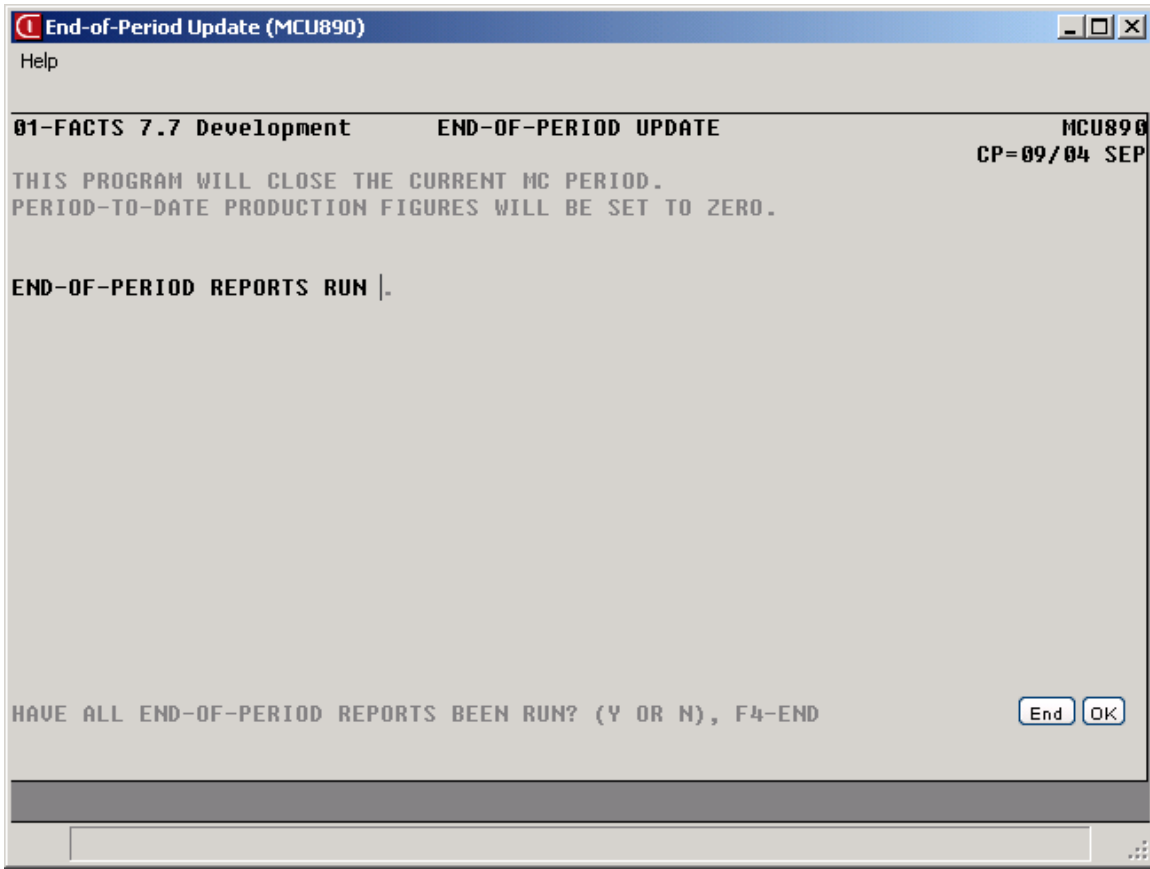 End-of-Period Update (MCU890)
Help
01-FACTS 7.7 Development END-OF-PERIOD UPDATE MCU890
CP=09/04 SEP
THIS PROGRAM WILL CLOSE THE CURRENT MC PERIOD.
PERIOD-TO-DATE PRODUCTION FIGURES WILL BE SET TO ZERO.
END-OF-PERIOD REPORTS RUN .
HAVE ALL END-OF-PERIOD REPORTS BEEN RUN? (Y OR N), F4-END End OK